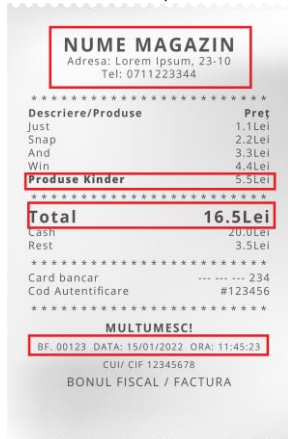 NUME MAGAZIN
Adresa: Lorem Ipsum, 23-10
Tel: 0711223344
* * * * * * * * * * * * * * * * * * * * * * * *
Descriere/Produse Preț
Just 1.1Lei
Snap 2.2Lei
And 3.3Lei
Win 4.4Lei
Produse Kinder 5.5Lei
* * * * * * * * * * * * * * * * * * * * * * * *
Total 16.5Lei
Cash 20.0Lei
Rest 3.5Lei
* * * * * * * * * * * * * * * * * * * * * * * *
Card bancar --- --- --- 234
Cod Autentificare #123456
* * * * * * * * * * * * * * * * * * * * * * * *
MULTUMESC!
BF. 00123 DATA: 15/01/2022 ORA: 11:45:23
CUI/ CIF 12345678
BONUL FISCAL / FACTURA